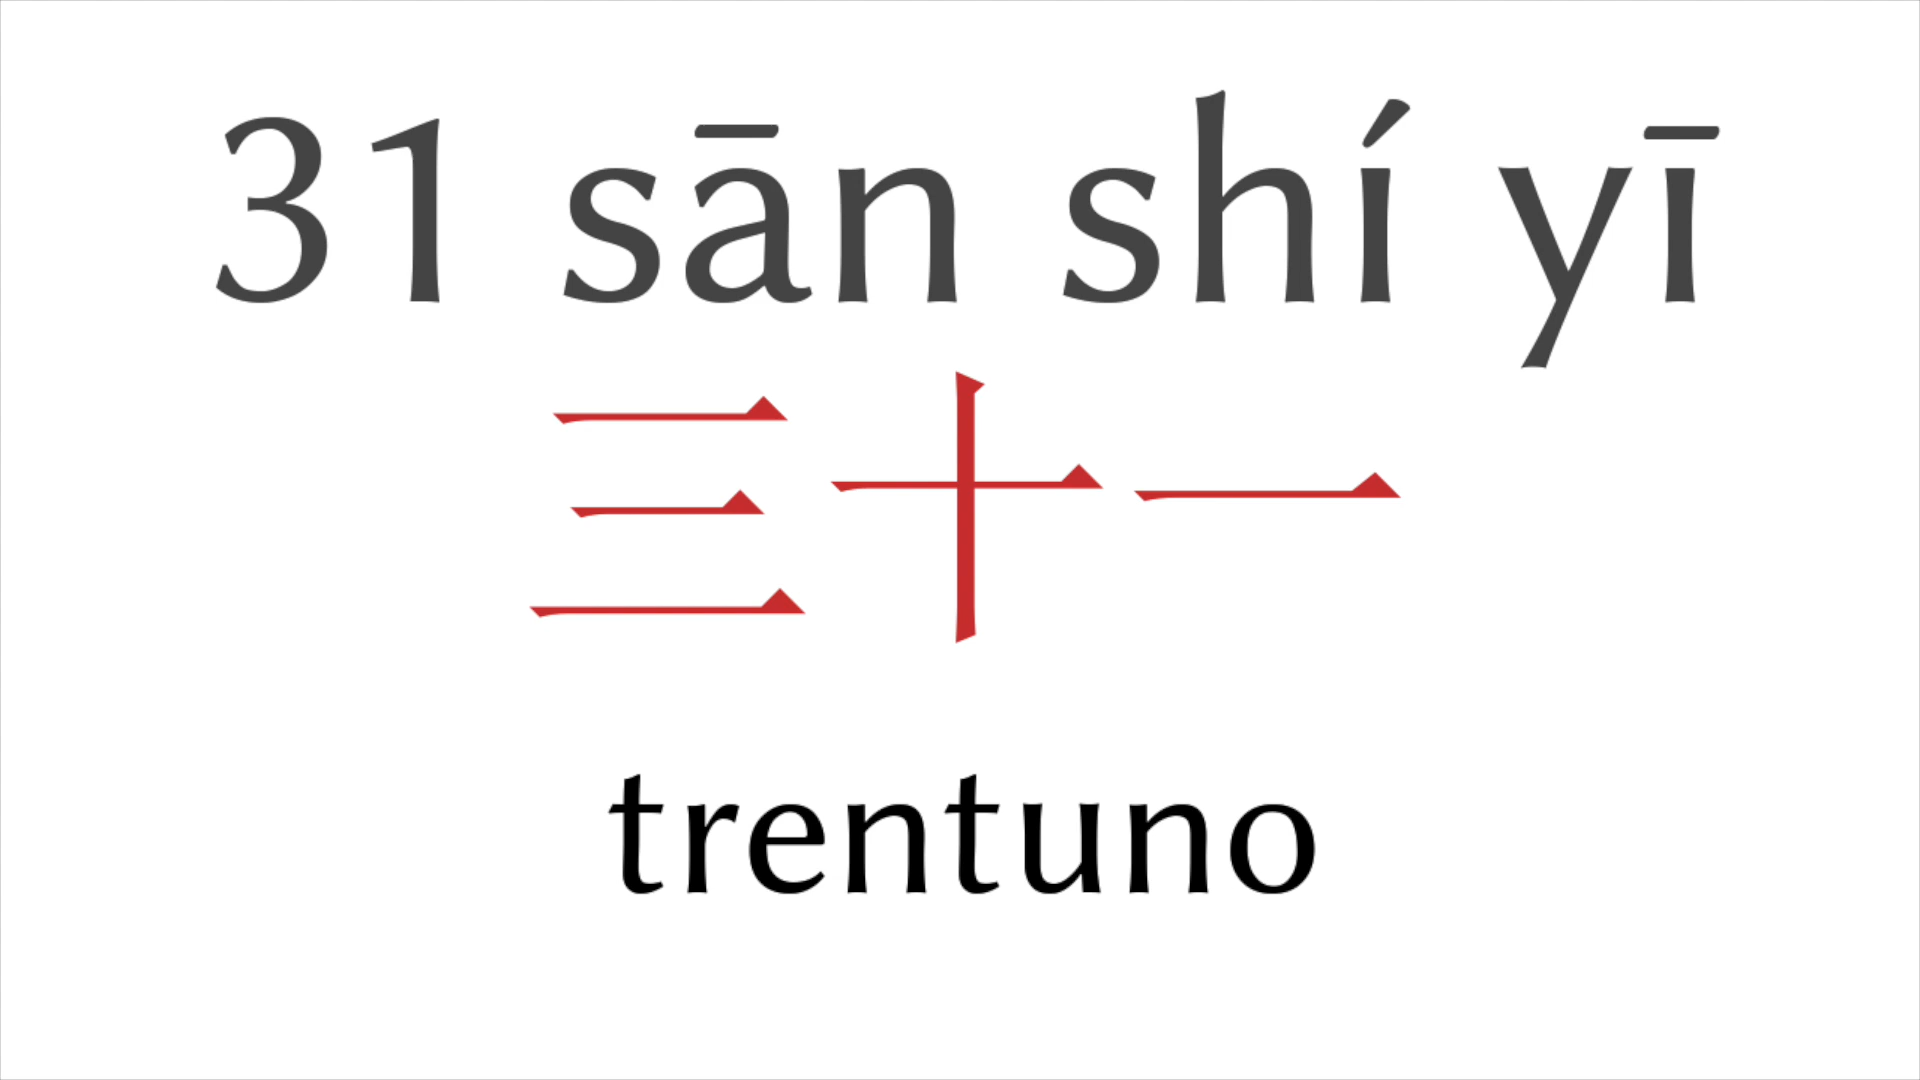 31 sān shí yī
三十一
trentuno